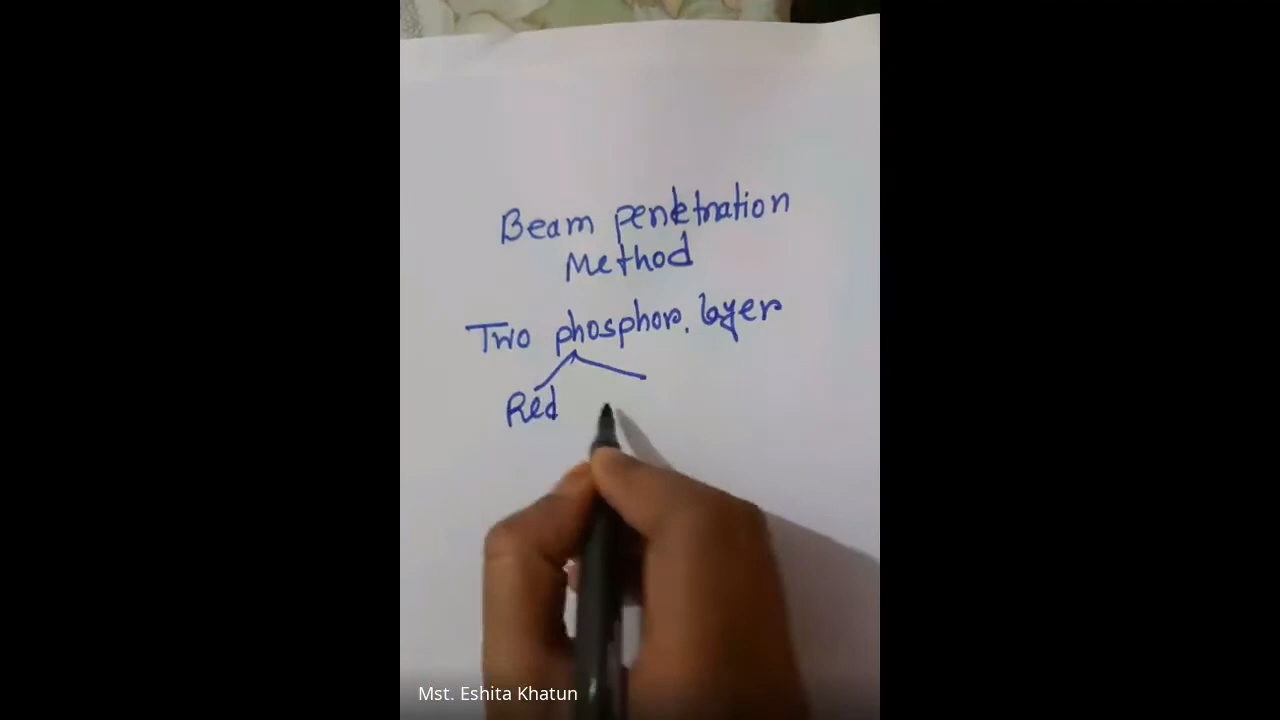 Beam penetration
Method
Two phosphor. layer
Red
Mst. Eshita Khatun